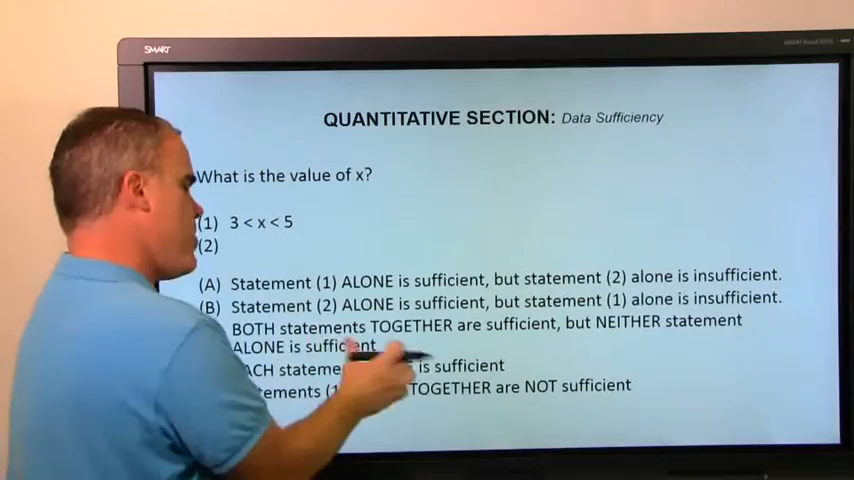 SMART
QUANTITATIVE SECTION: Data Sufficiency
What is the value of x?
(1) 3 < x < 5
(2)
(A) Statement (1) ALONE is sufficient, but statement (2) alone is insufficient.
(B) Statement (2) ALONE is sufficient, but statement (1) alone is insufficient.
BOTH statements TOGETHER are sufficient, but NEITHER statement
ALONE is sufficient
is sufficient
TOGETHER are NOT sufficient